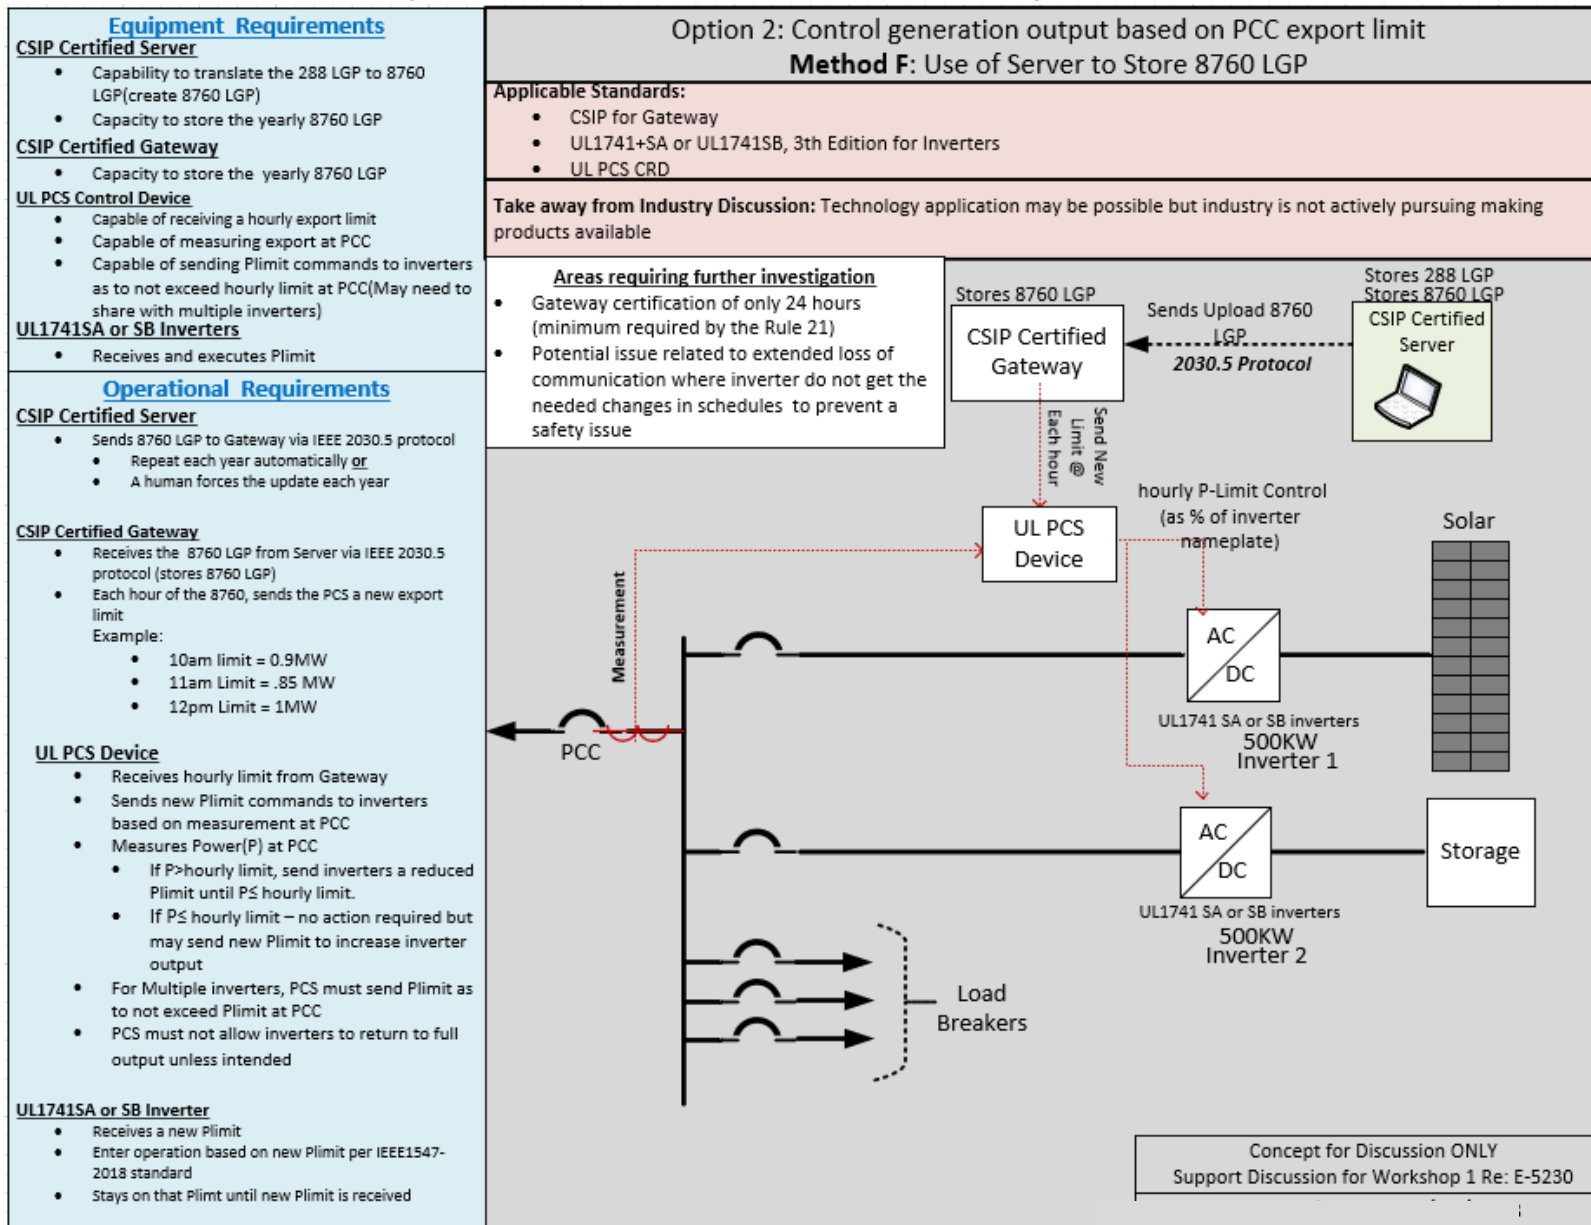 Equipment Requirements
CSIP Certified Server
• Capability to translate the 288 LGP to 8760
LGP(create 8760 LGP)
• Capacity to store the yearly 8760 LGP
CSIP Certified Gateway
• Capacity to store the yearly 8760 LGP
UL PCS Control Device
• Capable of receiving a hourly export limit
• Capable of measuring export at PCC
• Capable of sending Plimit commands to inverters
as to not exceed hourly limit at PCC(May need to
share with multiple inverters)
UL1741SA or SB Inverters
• Receives and executes Plimit
Operational Requirements
CSIP Certified Server
• Sends 8760 LGP to Gateway via IEEE 2030.5 protocol
• Repeat each year automatically or
• A human forces the update each year
CSIP Certified Gateway
• Receives the 8760 LGP from Server via IEEE 2030.5
protocol (stores 8760 LGP)
• Each hour of the 8760, sends the PCS a new export
limit
Example:
• 10am limit = 0.9MW
• 11am Limit = .85 MW
• 12pm Limit = 1MW
UL PCS Device
• Receives hourly limit from Gateway
• Sends new Plimit commands to inverters
based on measurement at PCC
• Measures Power(P) at PCC
• If P>hourly limit, send inverters a reduced
Plimit until P≤ hourly limit.
• If P≤ hourly limit – no action required but
may send new Plimit to increase inverter
output
• For Multiple inverters, PCS must send Plimit as
to not exceed Plimit at PCC
• PCS must not allow inverters to return to full
output unless intended
UL1741SA or SB Inverter
• Receives a new Plimit
• Enter operation based on new Plimit per IEEE1547-
2018 standard
• Stays on that Plimt until new Plimit is received
Option 2: Control generation output based on PCC export limit
Method F: Use of Server to Store 8760 LGP
Applicable Standards:
• CSIP for Gateway
• UL1741+SA or UL1741SB, 3th Edition for Inverters
• UL PCS CRD
Take away from Industry Discussion: Technology application may be possible but industry is not actively pursuing making
products available
Areas requiring further investigation
• Gateway certification of only 24 hours
(minimum required by the Rule 21)
• Potential issue related to extended loss of
communication where inverter do not get the
needed changes in schedules to prevent a
safety issue
Stores 8760 LGP
CSIP Certified
Gateway
Sends Upload 8760
LGP
2030.5 Protocol
Stores 288 LGP
Stores 8760 LGP
CSIP Certified
Server
Send New
Limit @
Each hour
UL PCS
Device
hourly P-Limit Control
(as % of inverter
nameplate)
Solar
Measurement
AC
DC
UL1741 SA or SB inverters
500KW
Inverter 1
PCC
AC
DC
UL1741 SA or SB inverters
500KW
Inverter 2
Storage
Load
Breakers
Concept for Discussion ONLY
Support Discussion for Workshop 1 Re: E-5230